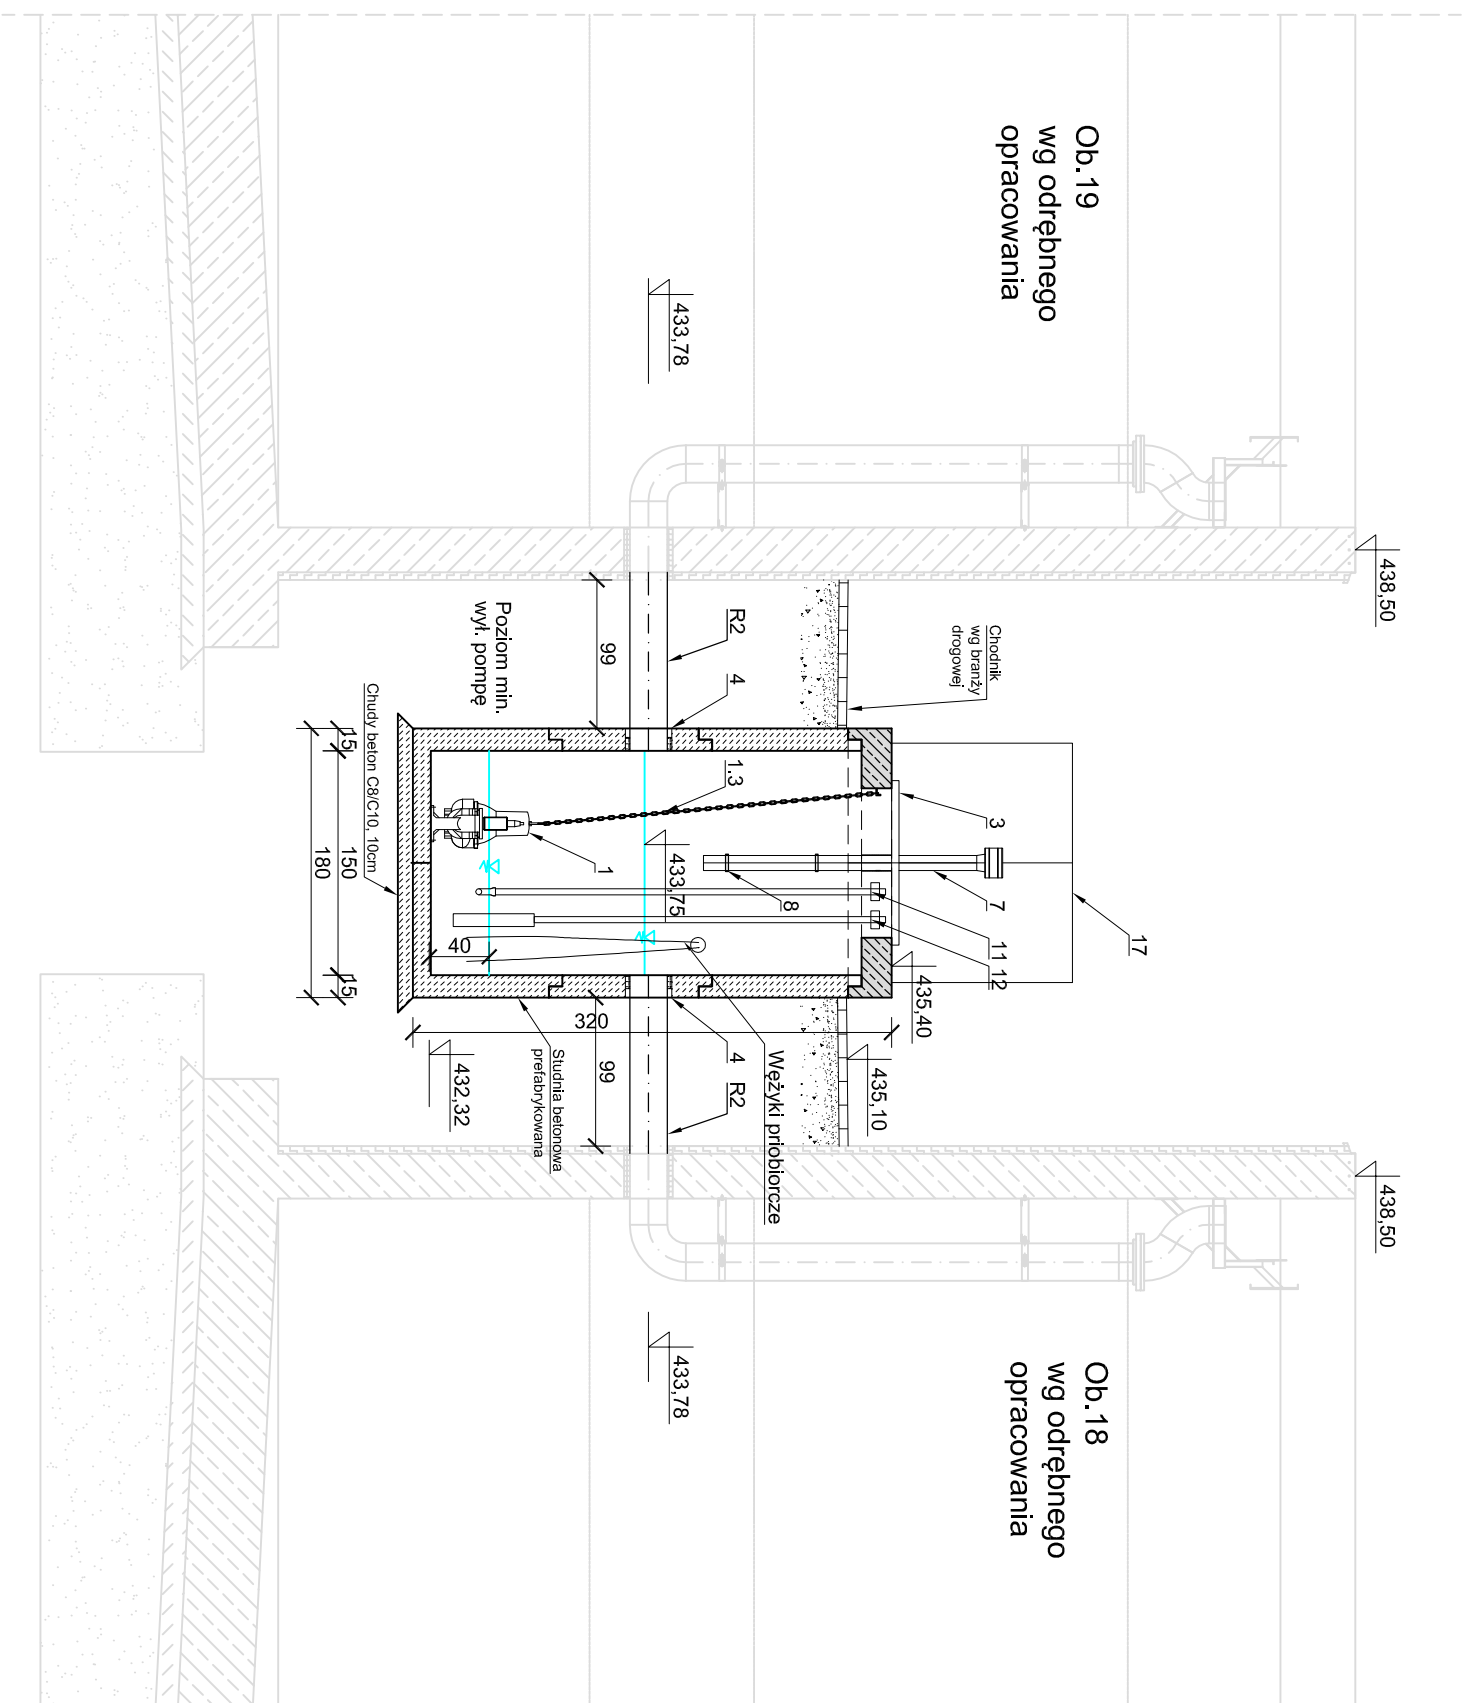 Ob.19
wg odrębnego
opracowania
433,78
438,50
Chodnik
wg branży
drogowej
R2
4
99
Poziom min.
wył. pompę
Chudy beton C8/C10, 10cm
15
150
15
180
1.3
1
3
433,75
8
7
11
12
17
40
435,40
320
435,10
432,32
Studnia betonowa
prefabrykowana
99
4
R2
Wężyki priobiorcze
438,50
433,78
Ob.18
wg odrębnego
opracowania